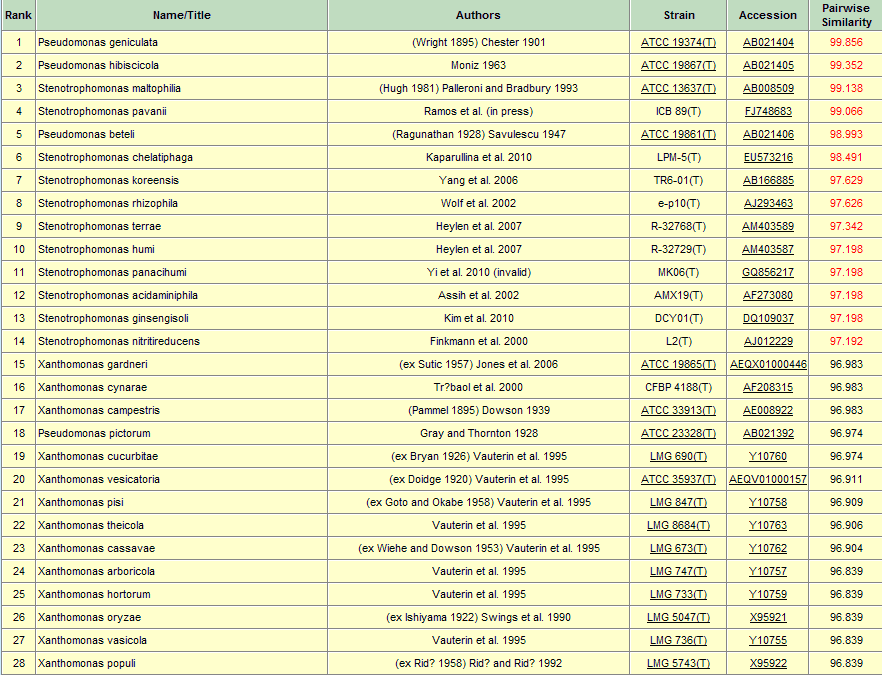 Rank Name/Title Authors Strain Accession Pairwise Similarity
1 Pseudomonas geniculata (Wright 1895) Chester 1901 ATCC 19374(T) AB021404 99.856
2 Pseudomonas hibiscicola Moniz 1963 ATCC 19867(T) AB021405 99.352
3 Stenotrophomonas maltophilia (Hugh 1981) Palleroni and Bradbury 1993 ATCC 13637(T) AB008509 99.138
4 Stenotrophomonas pavanii Ramos et al. (in press) ICB 89(T) FJ748683 99.066
5 Pseudomonas beteli (Ragunathan 1928) Savulescu 1947 ATCC 19861(T) AB021406 98.993
6 Stenotrophomonas chelatiphaga Kaparullina et al. 2010 LPM-5(T) EU573216 98.491
7 Stenotrophomonas koreensis Yang et al. 2006 TR6-01(T) AB166885 97.629
8 Stenotrophomonas rhizophila Wolf et al. 2002 e-p10(T) AJ293463 97.626
9 Stenotrophomonas terrae Heylen et al. 2007 R-32768(T) AM403589 97.342
10 Stenotrophomonas humi Heylen et al. 2007 R-32729(T) AM403587 97.198
11 Stenotrophomonas panacihumi Yi et al. 2010 (invalid) MK06(T) GQ856217 97.198
12 Stenotrophomonas acidaminiphila Assih et al. 2002 AMX19(T) AF273080 97.198
13 Stenotrophomonas ginsengisoli Kim et al. 2010 DCY01(T) DQ109037 97.198
14 Stenotrophomonas nitritireducens Finkmann et al. 2000 L2(T) AJ012229 97.192
15 Xanthomonas gardneri (ex Sutic 1957) Jones et al. 2006 ATCC 19865(T) AEQX01000446 96.983
16 Xanthomonas cynarae Tr?baol et al. 2000 CFBP 4188(T) AF208315 96.983
17 Xanthomonas campestris (Pammel 1895) Dowson 1939 ATCC 33913(T) AE008922 96.983
18 Pseudomonas pictorum Gray and Thornton 1928 ATCC 23328(T) AB021392 96.974
19 Xanthomonas cucurbitae (ex Bryan 1926) Vauterin et al. 1995 LMG 690(T) Y10760 96.974
20 Xanthomonas vesicatoria (ex Doidge 1920) Vauterin et al. 1995 ATCC 35937(T) AEQV01000157 96.911
21 Xanthomonas pisi (ex Goto and Okabe 1958) Vauterin et al. 1995 LMG 847(T) Y10758 96.909
22 Xanthomonas theicola Vauterin et al. 1995 LMG 8684(T) Y10763 96.906
23 Xanthomonas cassavae (ex Wiehe and Dowson 1953) Vauterin et al. 1995 LMG 673(T) Y10762 96.904
24 Xanthomonas arboricola Vauterin et al. 1995 LMG 747(T) Y10757 96.839
25 Xanthomonas hortorum Vauterin et al. 1995 LMG 733(T) Y10759 96.839
26 Xanthomonas oryzae (ex Ishiyama 1922) Swings et al. 1990 LMG 5047(T) X95921 96.839
27 Xanthomonas vasicola Vauterin et al. 1995 LMG 736(T) Y10755 96.839
28 Xanthomonas populi (ex Rid? 1958) Rid? and Rid? 1992 LMG 5743(T) X95922 96.839